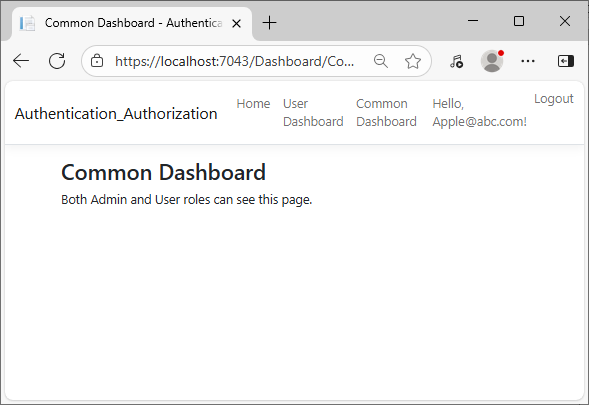 Common Dashboard - Authentica
https://localhost:7043/Dashboard/Co...
Authentication_Authorization
Home
User
Dashboard
Common
Dashboard
Hello,
Apple@abc.com!
Logout
Common Dashboard
Both Admin and User roles can see this page.